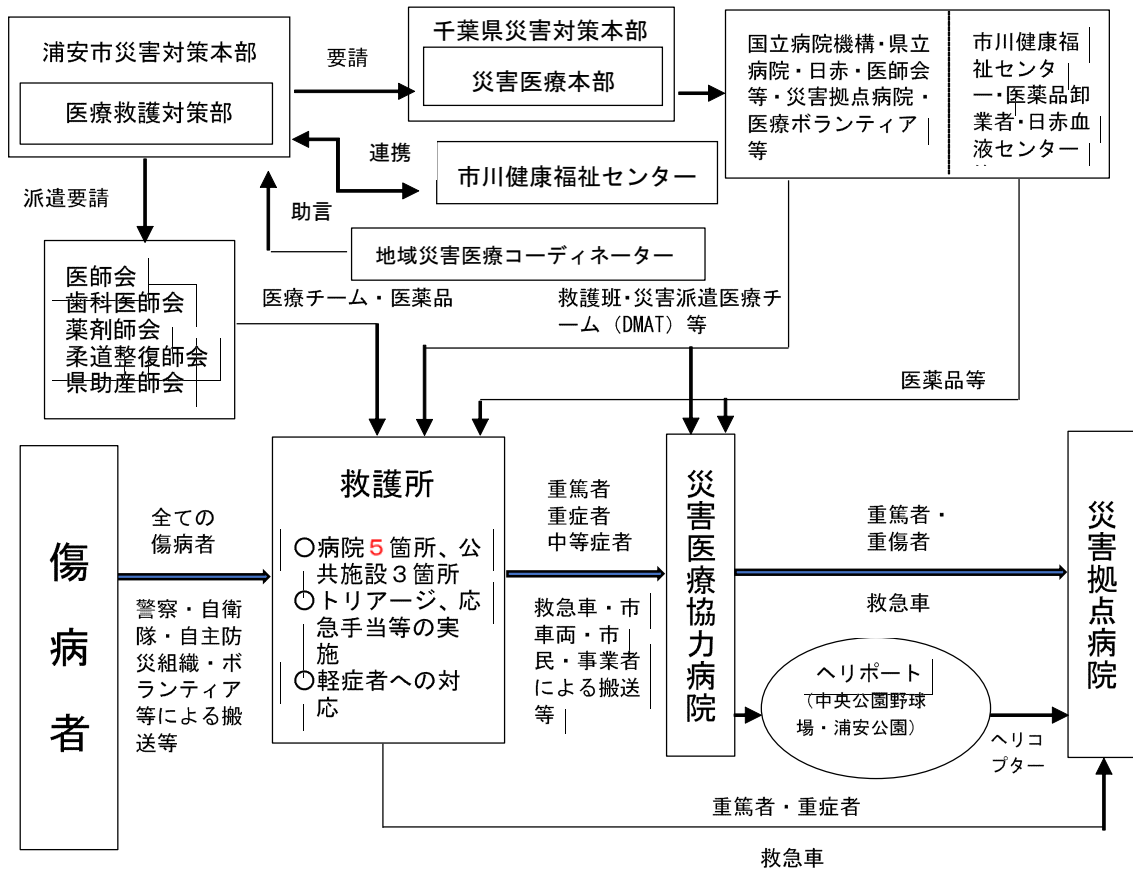 浦安市災害対策本部
医療救護対策部
要請
千葉県災害対策本部
災害医療本部
国立病院機構・県立
病院・日赤・医師会
等・災害拠点病院・
医療ボランティア
等
市川健康福
祉センタ
ー・医薬品卸
業者・日赤血
液センター
連携
市川健康福祉センター
派遣要請
助言
地域災害医療コーディネーター
医師会
歯科医師会
薬剤師会
柔道整復師会
県助産師会
医療チーム・医薬品
救護班・災害派遣医療チ
ーム（DMAT）等
医薬品等
傷病者
全ての
傷病者
警察・自衛
隊・自主防
災組織・ボ
ランティア
等による搬
送等
救護所
○病院５箇所、公
共施設３箇所
○トリアージ、応
急手当等の実
施
○軽症者への対
応
重篤者
重症者
中等症者
救急車・市
車両・市
民・事業者
による搬送
等
災害医療協力病院
重篤者・
重傷者
救急車
ヘリポート
（中央公園野球
場・浦安公園）
ヘリコ
プター
災害拠点病院
重篤者・重症者
救急車